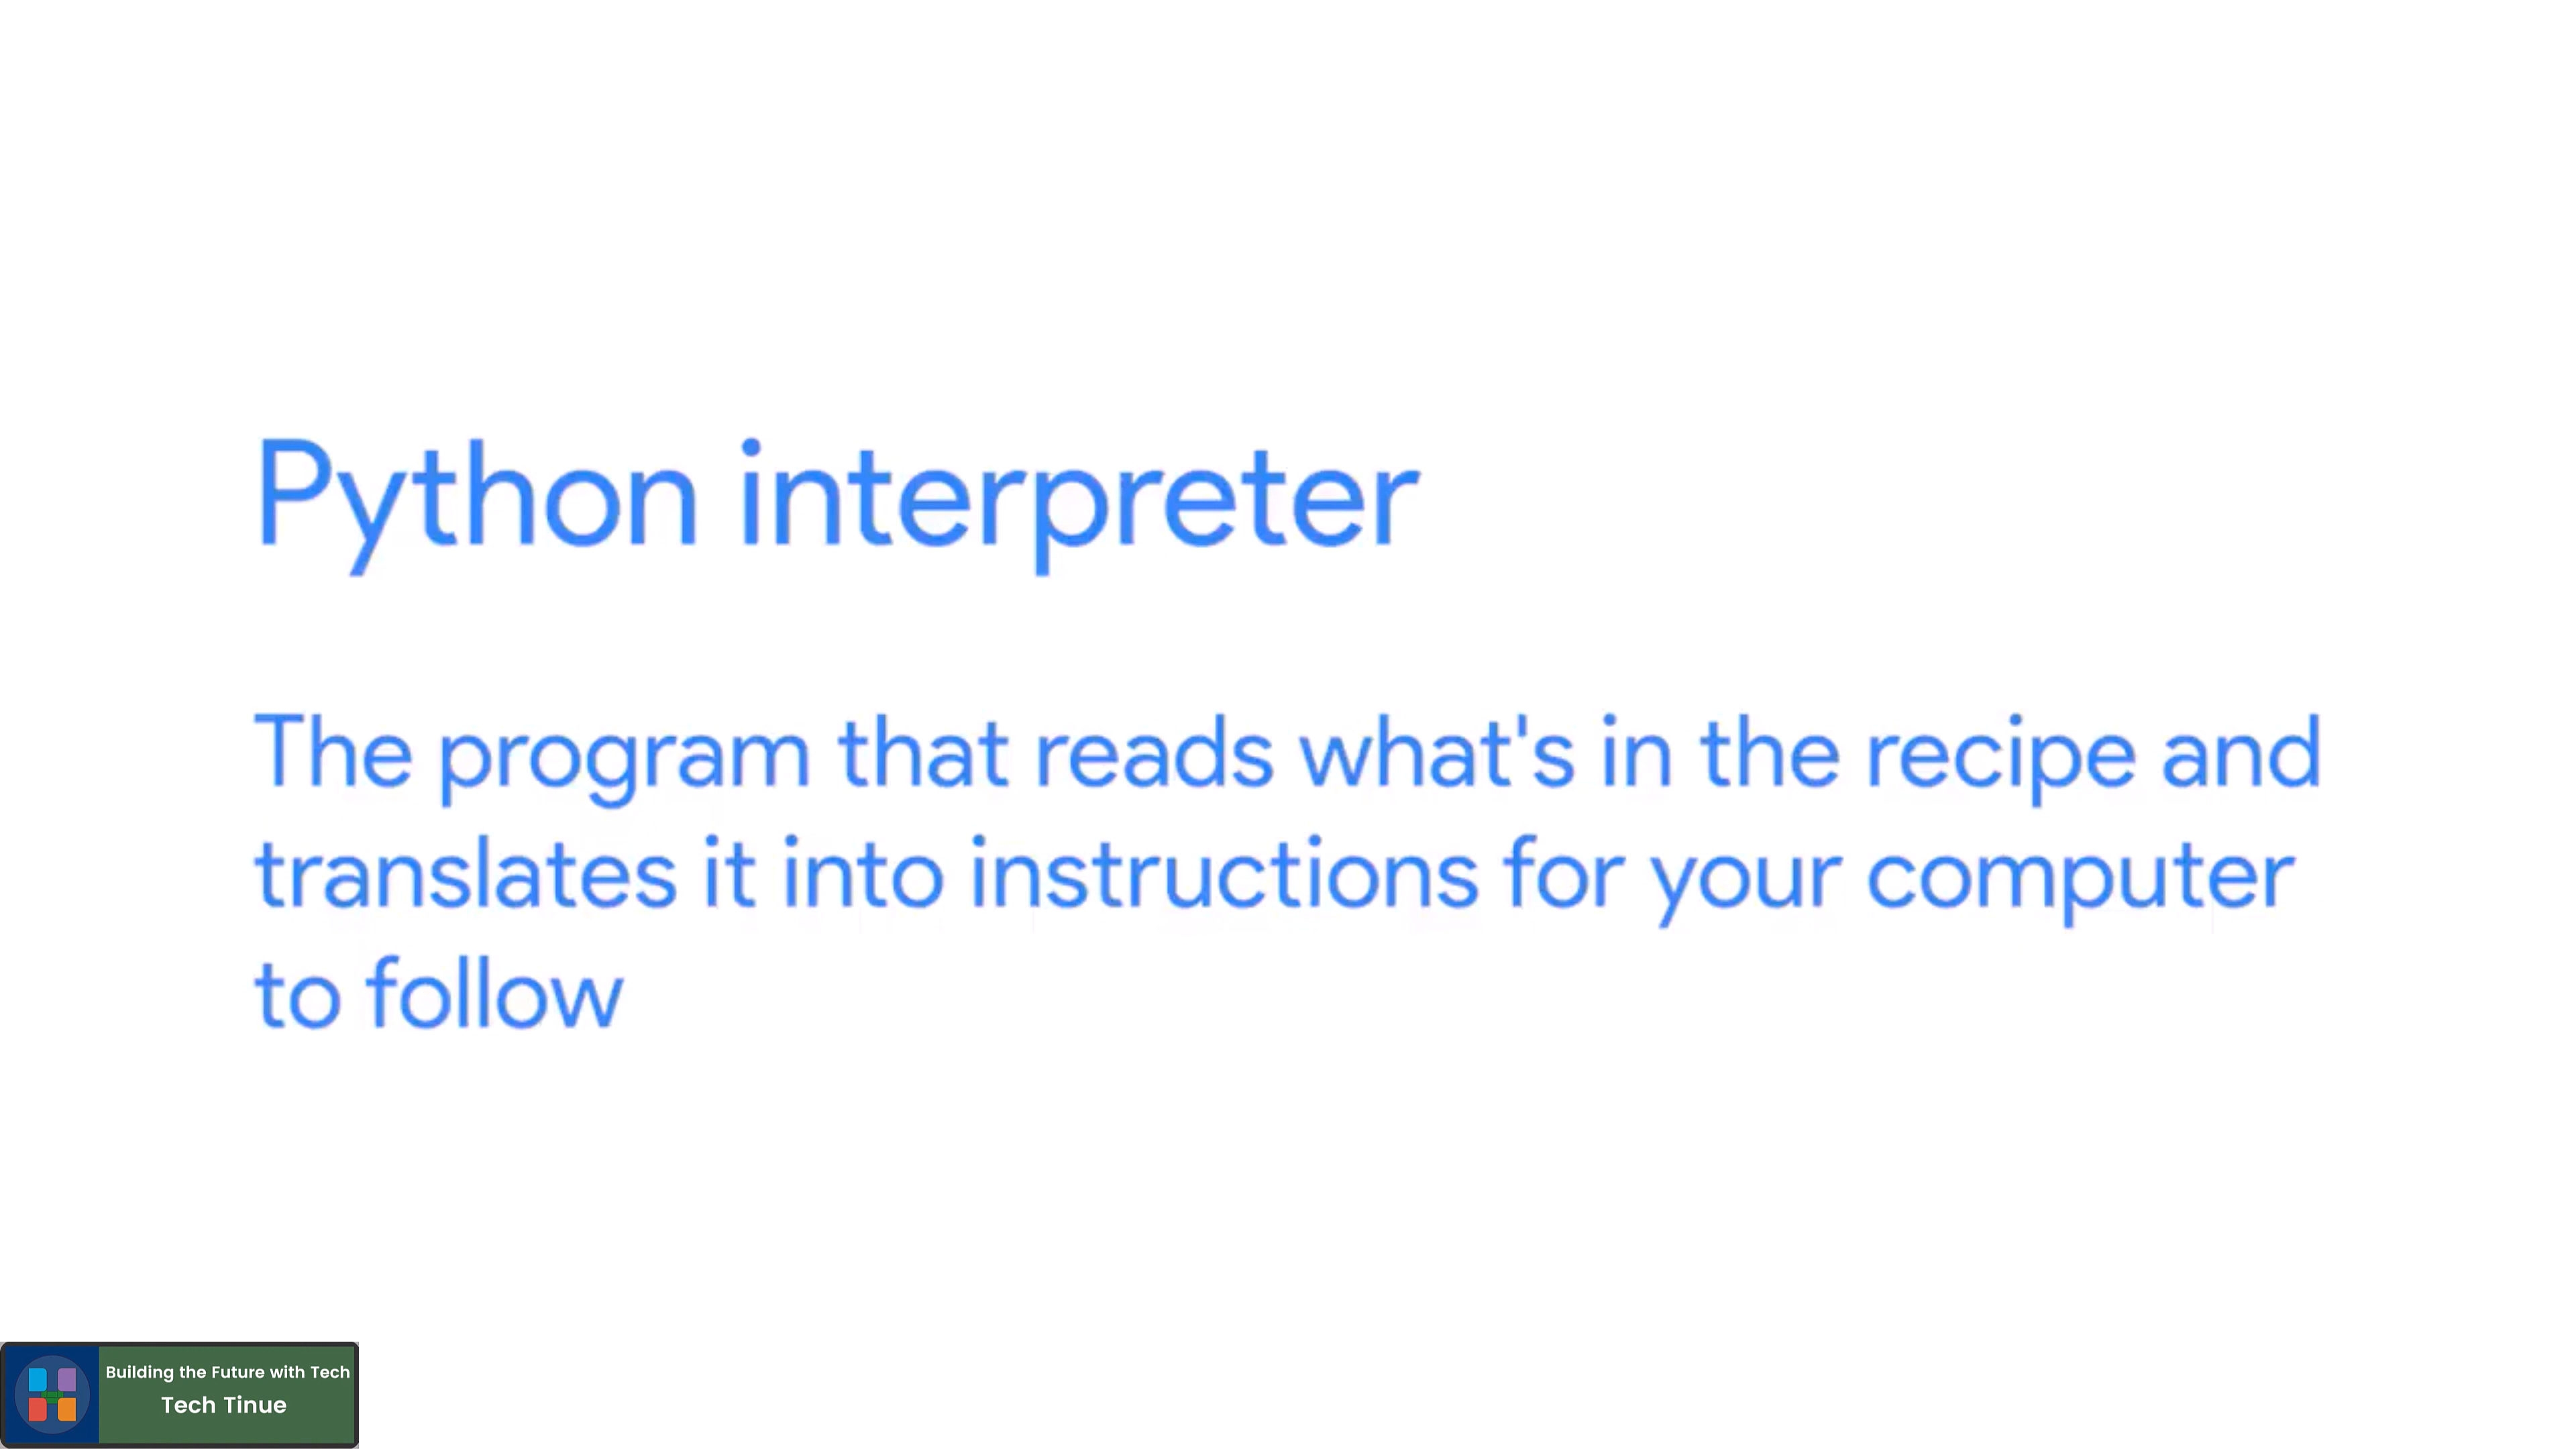 Python interpreter
The program that reads what's in the recipe and
translates it into instructions for your computer
to follow
Building the Future with Tech
Tech Tinue